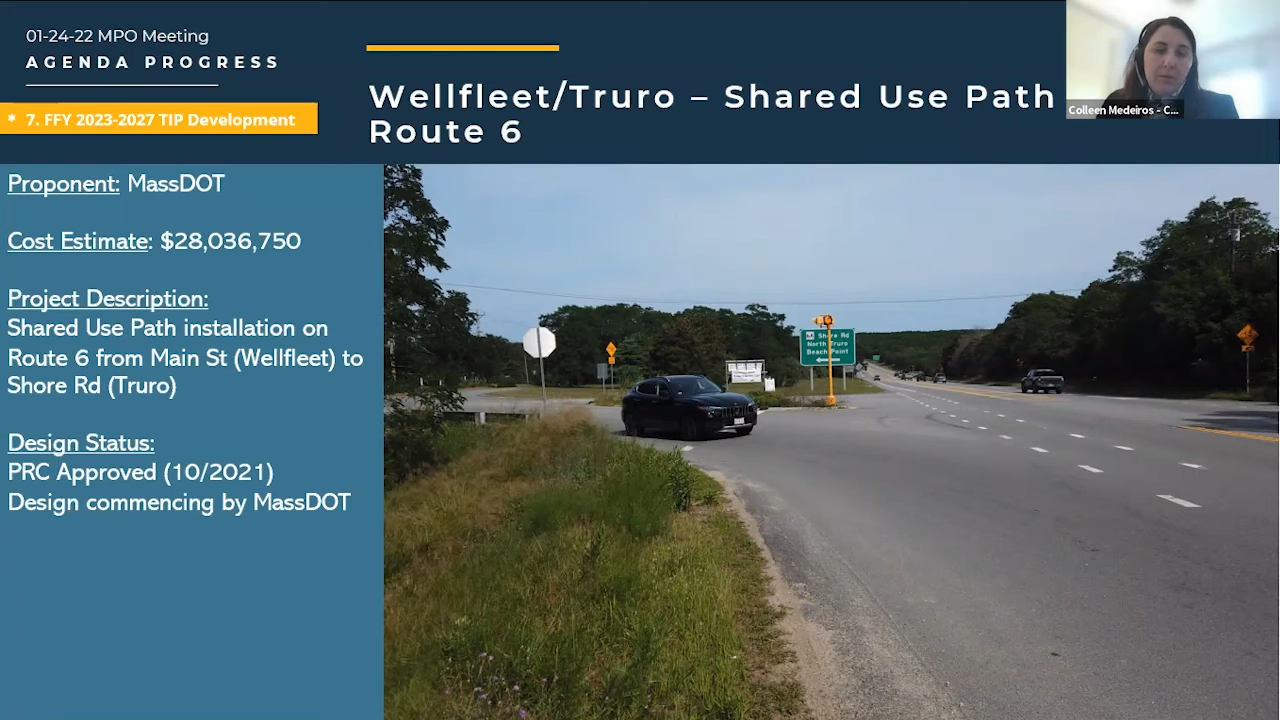 01-24-22 MPO Meeting
AGENDA PROGRESS
* 7. FFY 2023-2027 TIP Development
Wellfleet/Truro – Shared Use Path
Route 6
Colleen Medeiros - C...
Proponent: MassDOT
Cost Estimate: $28,036,750
Project Description:
Shared Use Path installation on
Route 6 from Main St (Wellfleet) to
Shore Rd (Truro)
Design Status:
PRC Approved (10/2021)
Design commencing by MassDOT
Shore Rd
North Truro
Beach Point